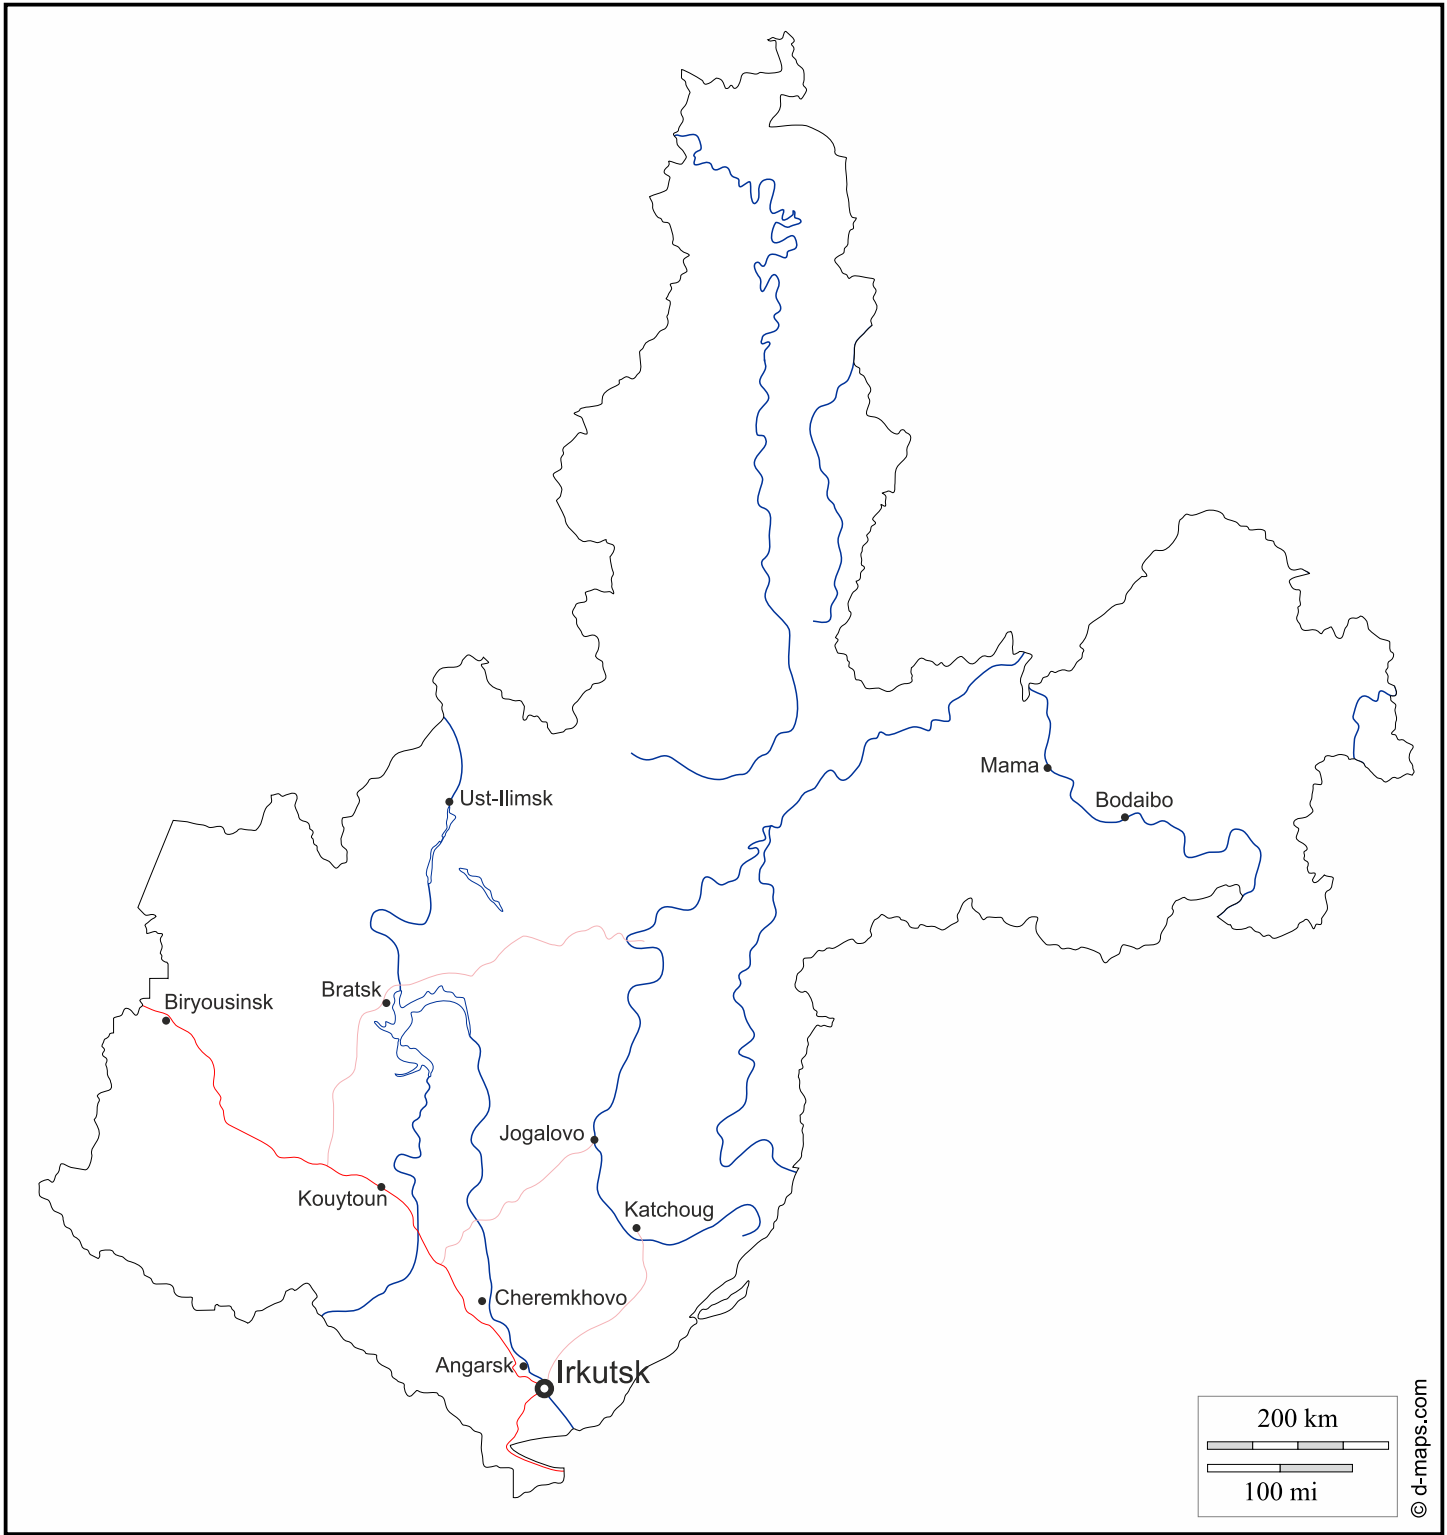 Mama
Ust-Ilimsk
Bodaibo
Bratsk
Biryousinsk
Jogalovo
Kouytoun
Katchoug
Cheremkhovo
Angarsk
Irkutsk
200 km
100 mi
© d-maps.com